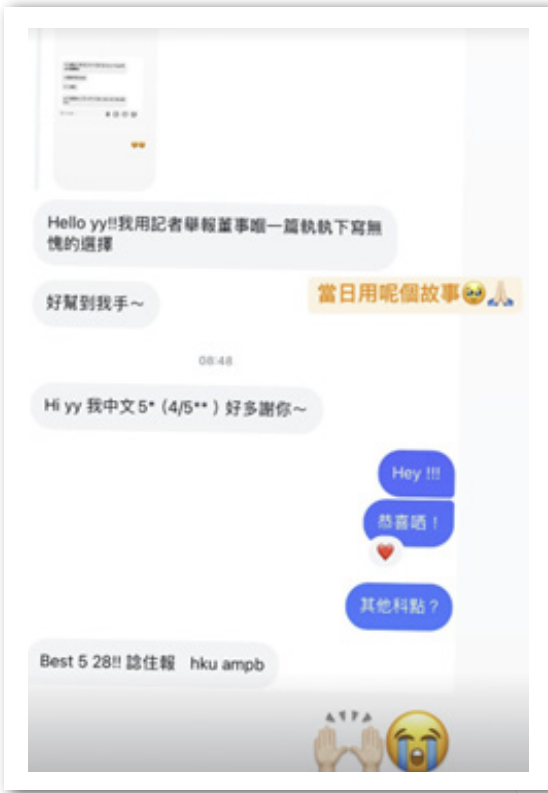 Hello yy!!我用記者舉報董事嗰一篇執執下寫無
愧的選擇
好幫到我手～
當日用呢個故事🥹🙏🏻
08:48
Hi yy 我中文 5* (4/5** ) 好多謝你～
Hey !!!
恭喜晒！
其他科點？
Best 5 28!! 諗住報 hku ampb